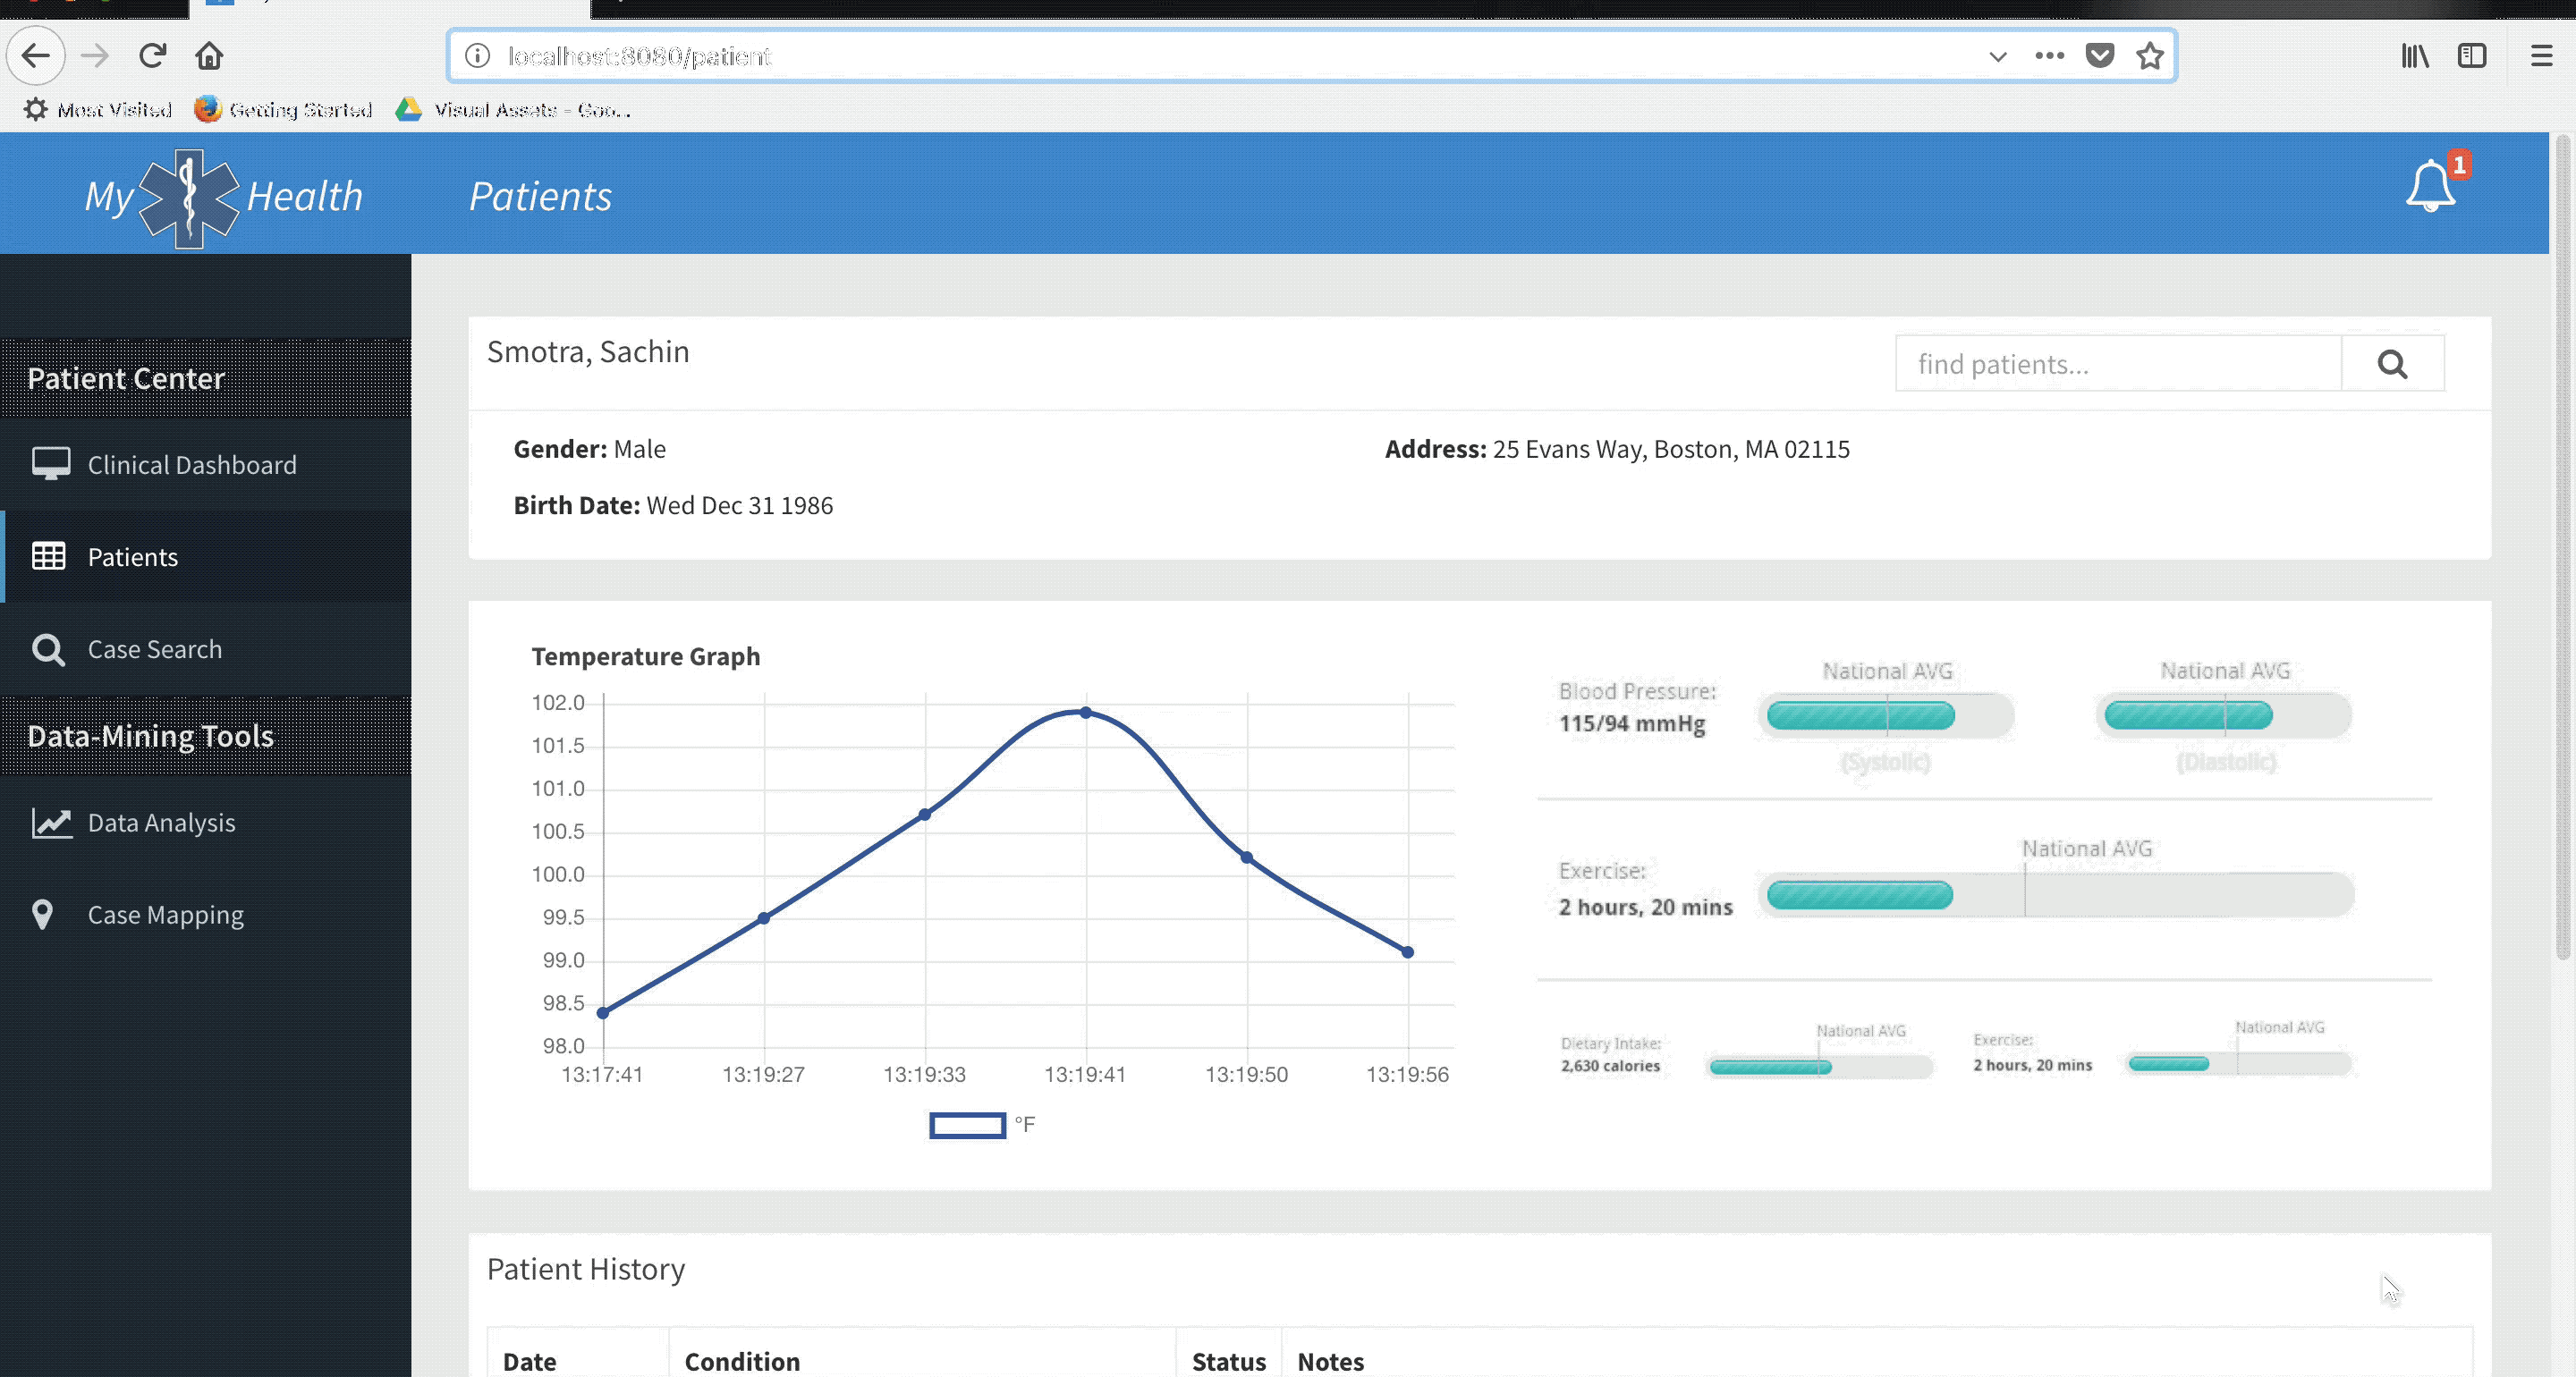 localhost:8080/patient
Most Visited Getting Started Visual Assets - Goo...
My Health Patients 1
Patient Center
Clinical Dashboard
Patients
Case Search
Data-Mining Tools
Data Analysis
Case Mapping
Smotra, Sachin
find patients...
Gender: Male
Address: 25 Evans Way, Boston, MA 02115
Birth Date: Wed Dec 31 1986
Temperature Graph
102.0
101.5
101.0
100.5
100.0
99.5
99.0
98.5
98.0
13:17:41 13:19:27 13:19:33 13:19:41 13:19:50 13:19:56
°F
National AVG National AVG
Blood Pressure:
115/94 mmHg
(Systolic) (Diastolic)
National AVG
Exercise:
2 hours, 20 mins
National AVG
Dietary Intake:
2,630 calories
National AVG
Exercise:
2 hours, 20 mins
Patient History
Date Condition Status Notes